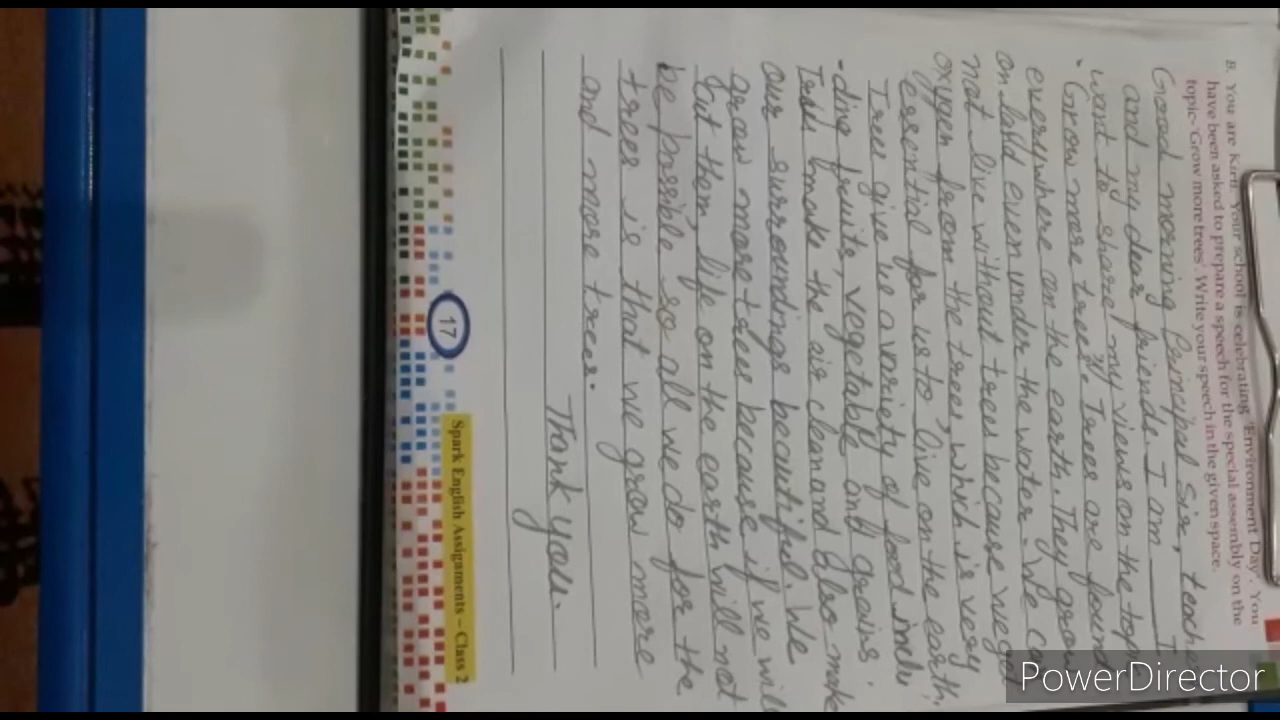 B. You are Kirti. Your school is celebrating 'Environment Day'. You
have been asked to prepare a speech for the special assembly on the
topic-'Grow more trees'. Write your speech in the given space.
Good morning Principal Sir, teache
and my dear friends I am I
want to share my views on the topi
"Grow more trees". Trees are found
everywhere on the earth. They grow
on land even under the water. We can
not live without trees because we get
oxygen from the trees, which is very
essential for us to live on the earth.
Trees give us a variety of food inclu
-ding fruits, vegetable and grains.
Trees make the air clean and also make
our surroundings beautiful. We
grow more trees because if we will
cut them, life on the earth will not
be possible so all we do for the
trees is that we grow more
and more trees.
Thank you.
17
Spark English Assignments – Class 2
PowerDirector